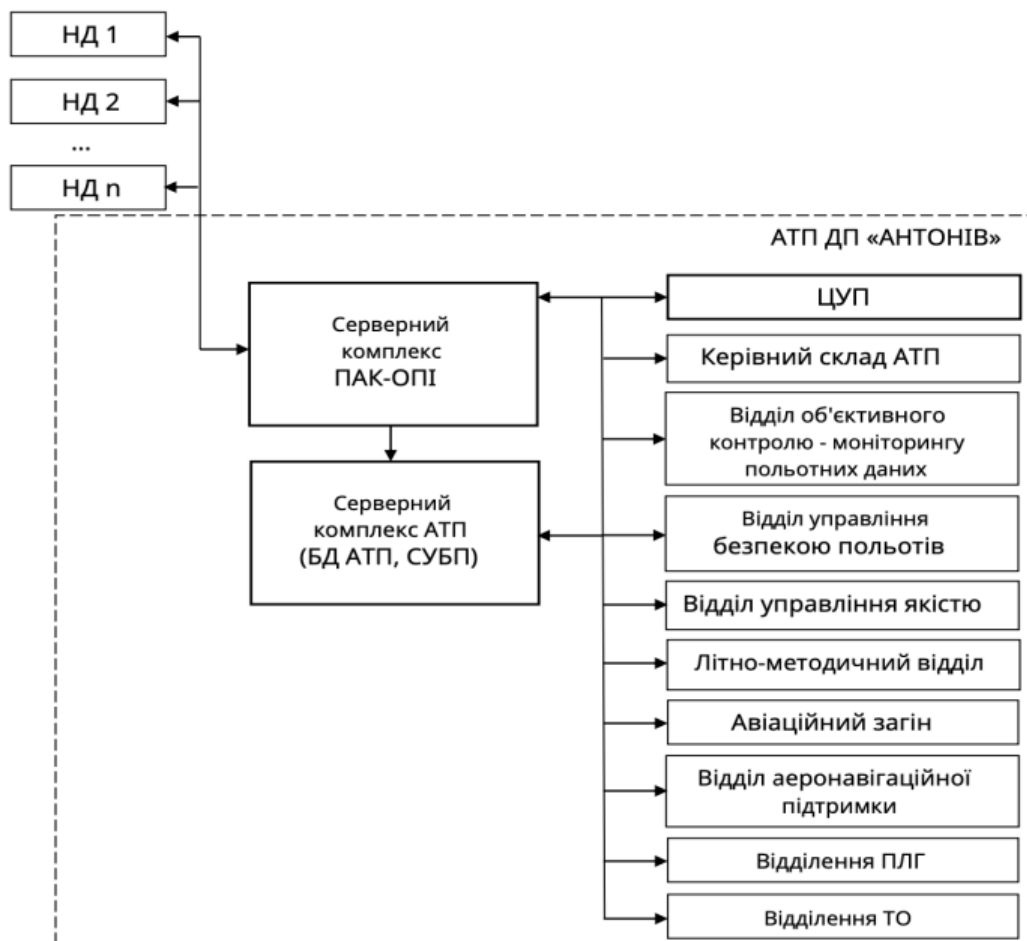 НД 1
НД 2
...
НД n
АТП ДП «АНТОНІВ»
Серверний
комплекс
ПАК-ОПІ
Серверний
комплекс АТП
(БД АТП, СУБП)
ЦУП
Керівний склад АТП
Відділ об'єктивного
контролю - моніторингу
польотних даних
Відділ управління
безпекою польотів
Відділ управління якістю
Літно-методичний відділ
Авіаційний загін
Відділ аеронавігаційної
підтримки
Відділення ПЛГ
Відділення ТО